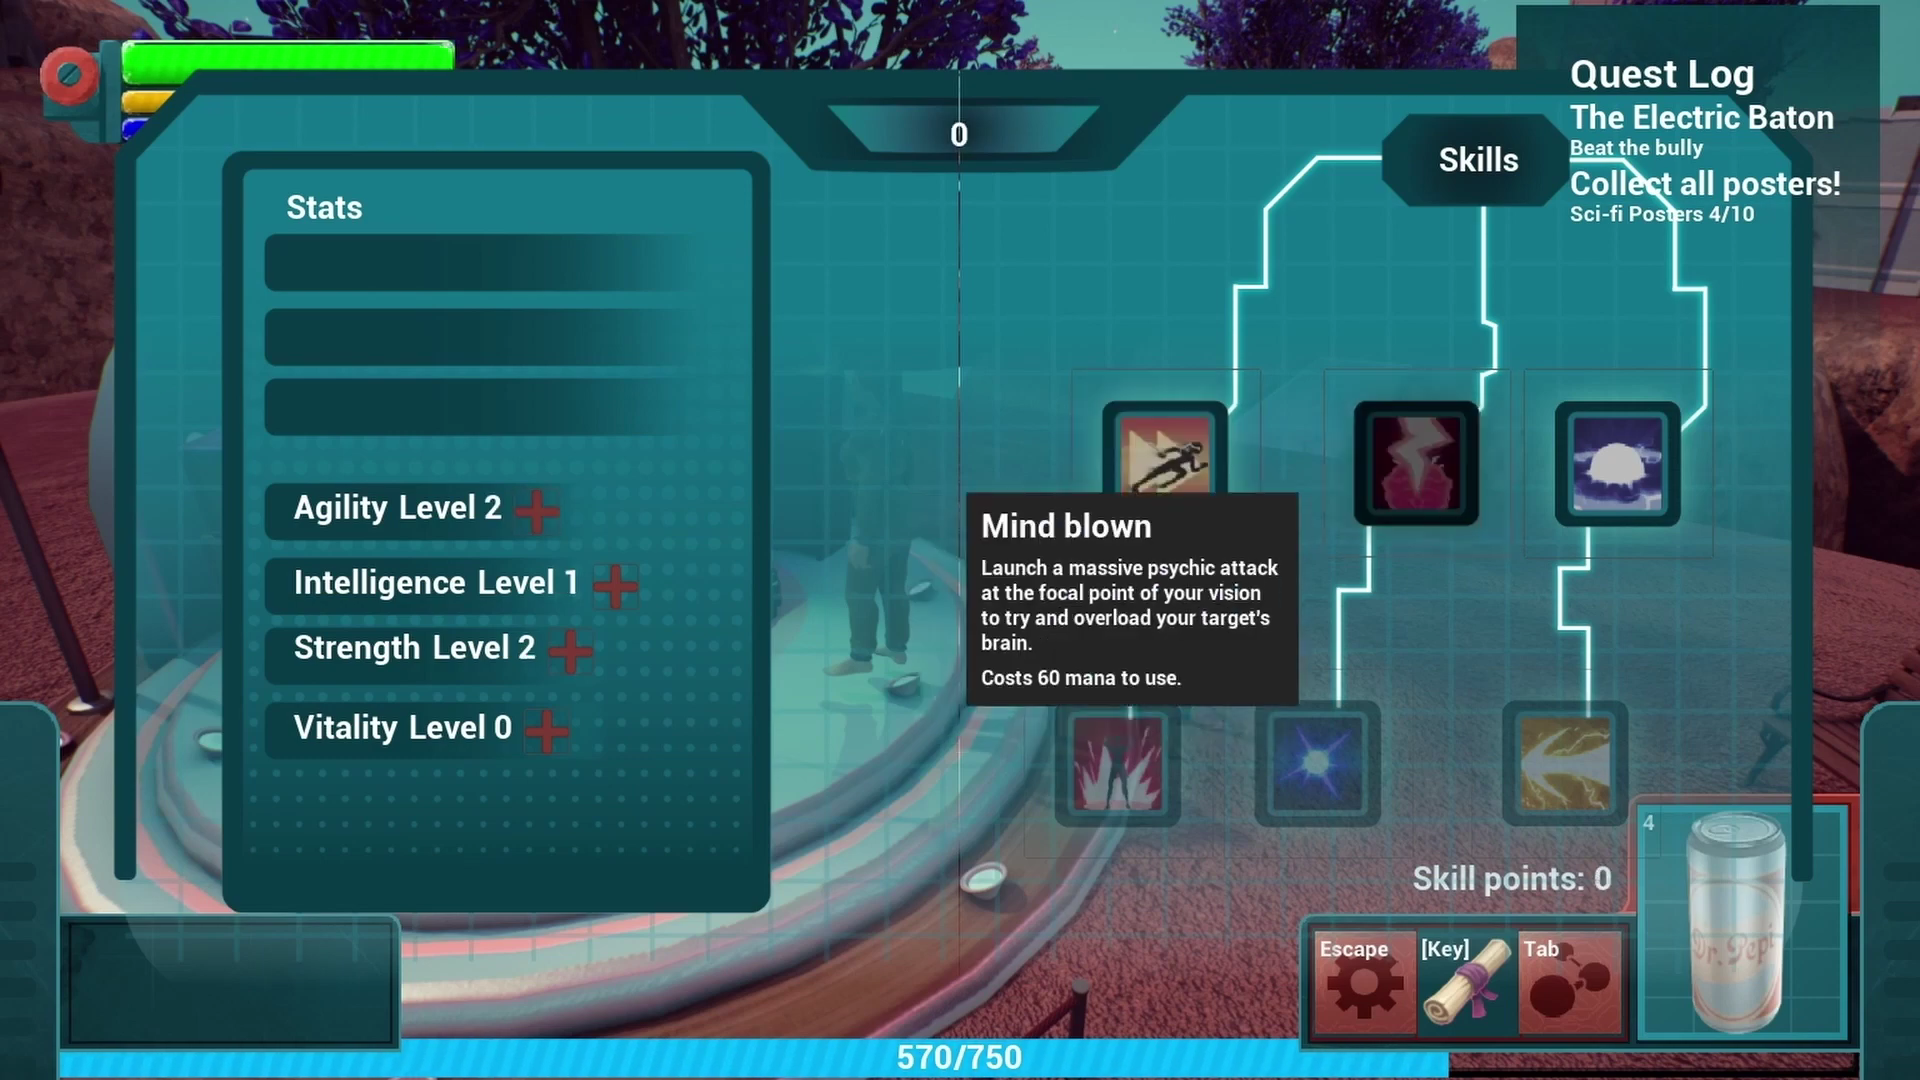 0
Skills
Quest Log
The Electric Baton
Beat the bully
Collect all posters!
Sci-fi Posters 4/10
Stats
Agility Level 2
Intelligence Level 1
Strength Level 2
Vitality Level 0
Mind blown
Launch a massive psychic attack
at the focal point of your vision
to try and overload your target's
brain.
Costs 60 mana to use.
Skill points: 0
4
Dr. Pepi
Escape
[Key]
Tab
570/750